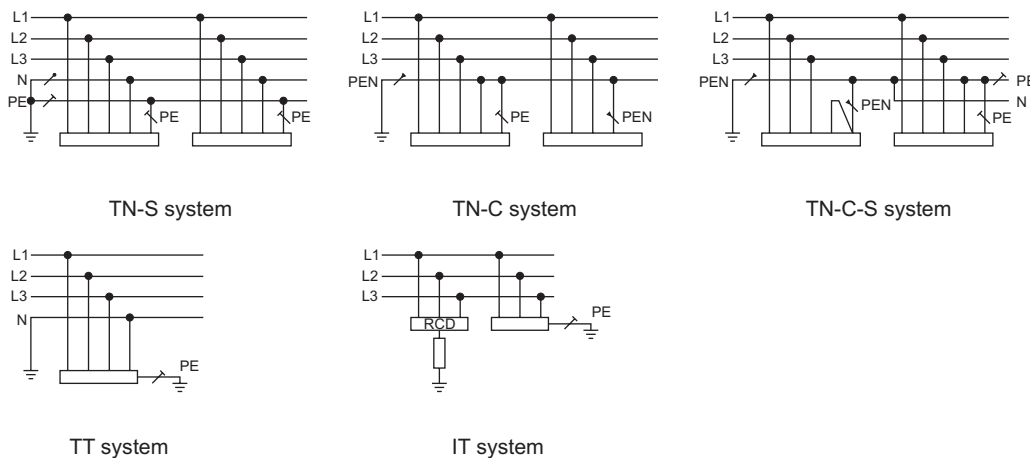 L1
L2
L3
N
PE
PE
PE
TN-S system
L1
L2
L3
PEN
PE
PEN
TN-C system
L1
L2
L3
PEN
PE
N
PEN
PE
TN-C-S system
L1
L2
L3
N
PE
TT system
L1
L2
L3
RCD
PE
IT system